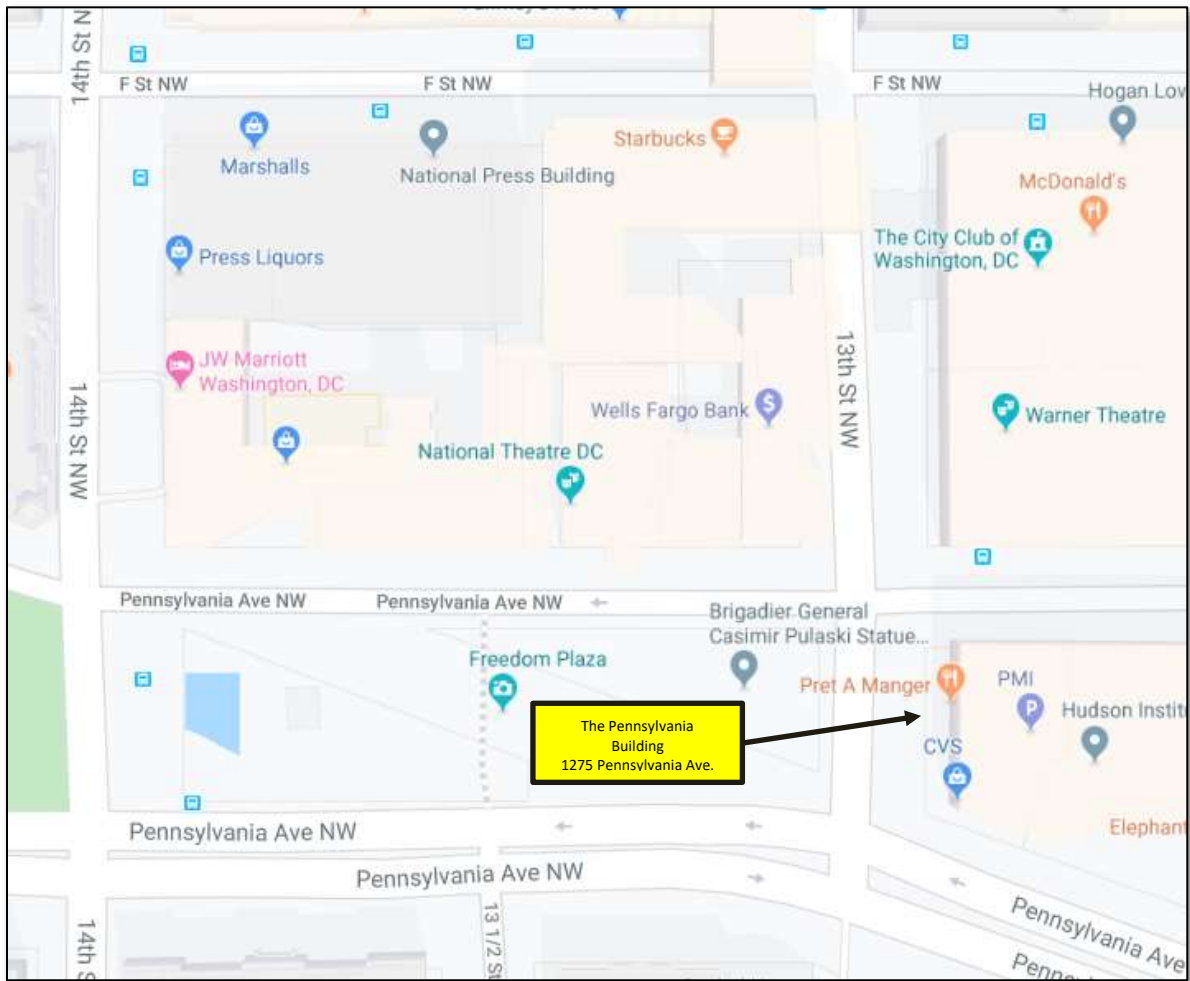 14th St N
F St NW
F St NW
F St NW
Hogan Lov
Marshalls
National Press Building
Starbucks
McDonald's
Press Liquors
The City Club of
Washington, DC
JW Marriott
Washington, DC
13th St NW
14th St NW
Wells Fargo Bank
Warner Theatre
National Theatre DC
Pennsylvania Ave NW
Pennsylvania Ave NW
Brigadier General
Casimir Pulaski Statue...
Freedom Plaza
Pret A Manger
PMI
P
Hudson Instit
The Pennsylvania
Building
1275 Pennsylvania Ave.
CVS
Elephant
Pennsylvania Ave NW
Pennsylvania Ave NW
13 1/2 St
14th S
Pennsylvania Ave
Penn